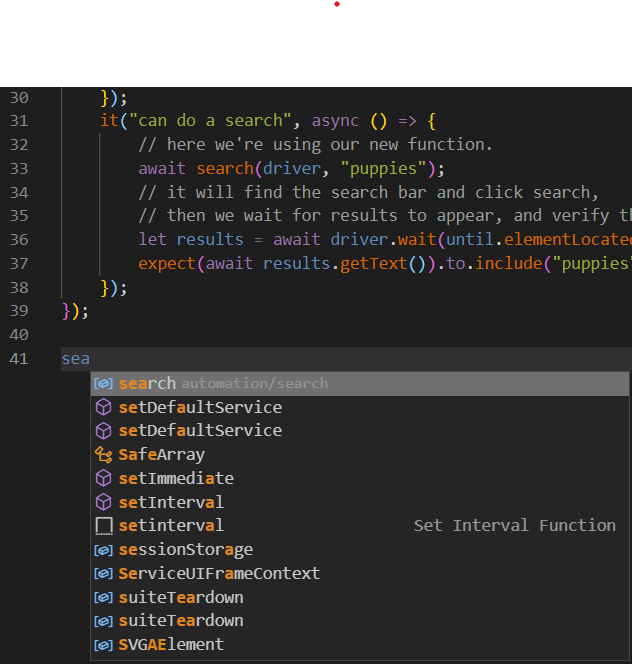 30 });
31 it("can do a search", async () => {
32 // here we're using our new function.
33 await search(driver, "puppies");
34 // it will find the search bar and click search,
35 // then we wait for results to appear, and verify th
36 let results = await driver.wait(until.elementLocated
37 expect(await results.getText()).to.include("puppies"
38 });
39 });
40
41 sea
search automation/search
setDefaultService
setDefaultService
SafeArray
setImmediate
setInterval
setinterval Set Interval Function
sessionStorage
ServiceUIFrameContext
suiteTeardown
suiteTeardown
SVGAElement